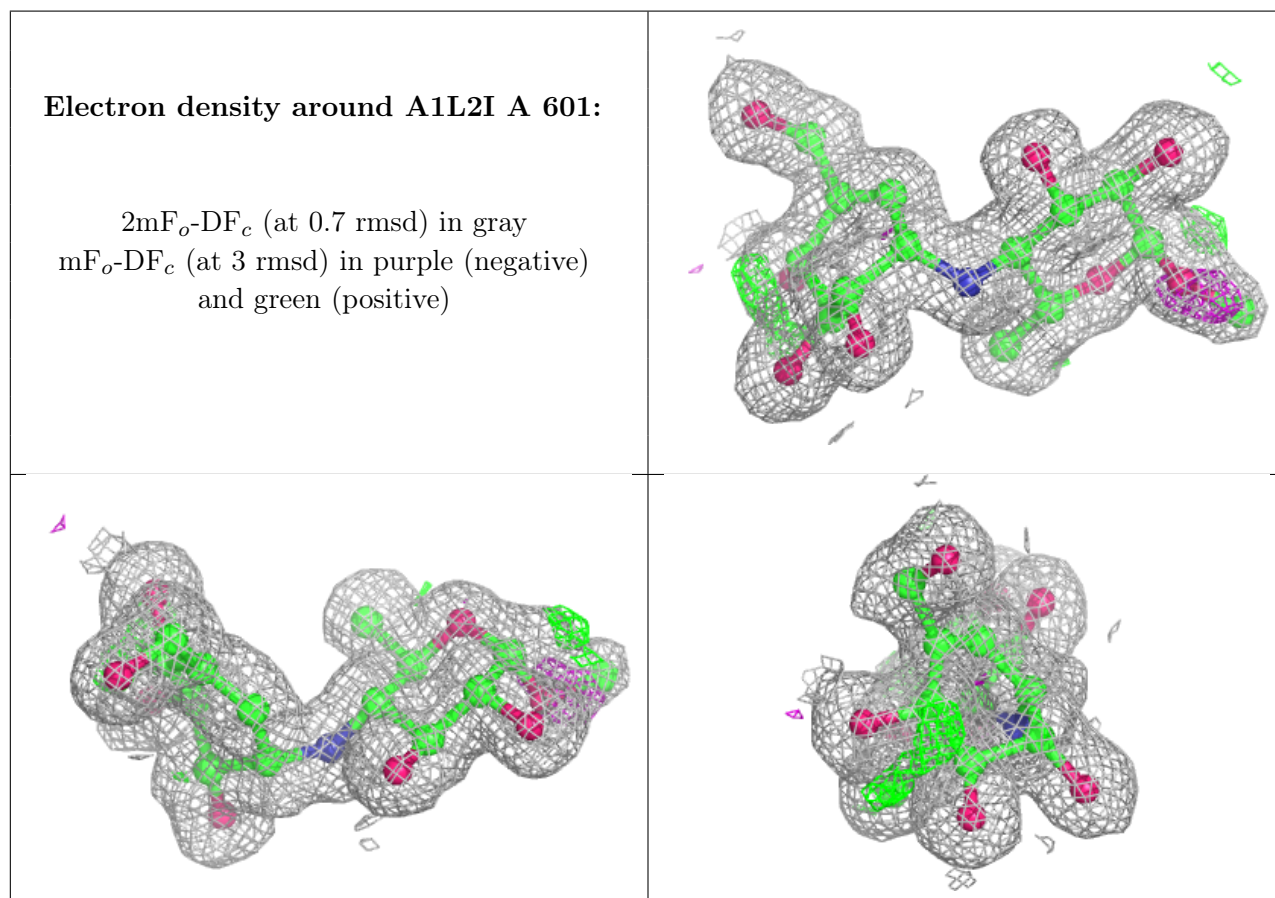 Electron density around A1L2I A 601:
2mFo-DFc (at 0.7 rmsd) in gray
mFo-DFc (at 3 rmsd) in purple (negative)
and green (positive)